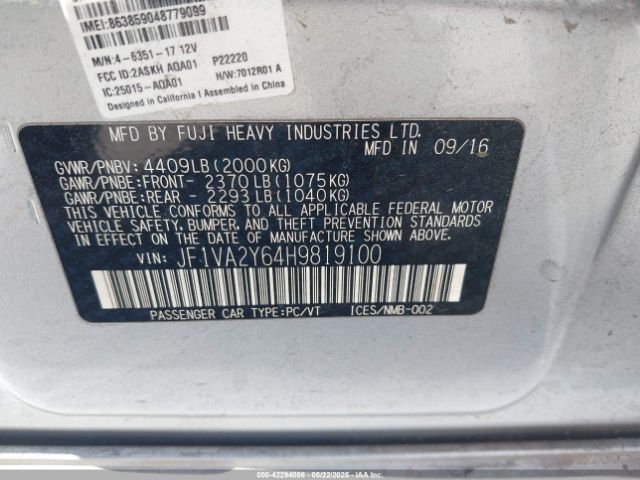 IMEI:863859048779099
M/N:4-6351-17 12V P22220
FCC ID:2ASKH AQA01
IC:25015-AQA01 H/W:7012R01 A
Designed in California I Assembled in China
MFD BY FUJI HEAVY INDUSTRIES LTD.
MFD IN 09/16
GVWR/PNBV: 4409LB(2000KG)
GAWR/PNBE:FRONT- 2370LB(1075KG)
GAWR/PNBE:REAR - 2293LB(1040KG)
THIS VEHICLE CONFORMS TO ALL APPLICABLE FEDERAL MOTOR
VEHICLE SAFETY, BUMPER, AND THEFT PREVENTION STANDARDS
IN EFFECT ON THE DATE OF MANUFACTURE SHOWN ABOVE.
VIN: JF1VA2Y64H9819100
PASSENGER CAR TYPE:PC/VT ICES/NMB-002
000-42294086 - 05/22/2025 - IAAI.COM